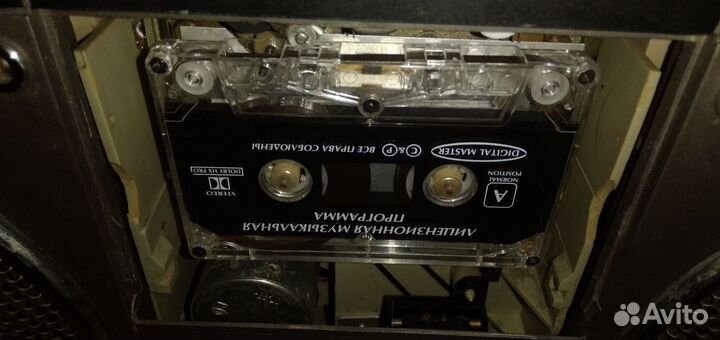 ЛИЦЕНЗИОННАЯ МУЗЫКАЛЬНАЯ
ПРОГРАММА
A
NORMAL
POSITION
STEREO
DOLBY HX PRO
DIGITAL MASTER
C & P ВСЕ ПРАВА СОБЛЮДЕНЫ
Avito